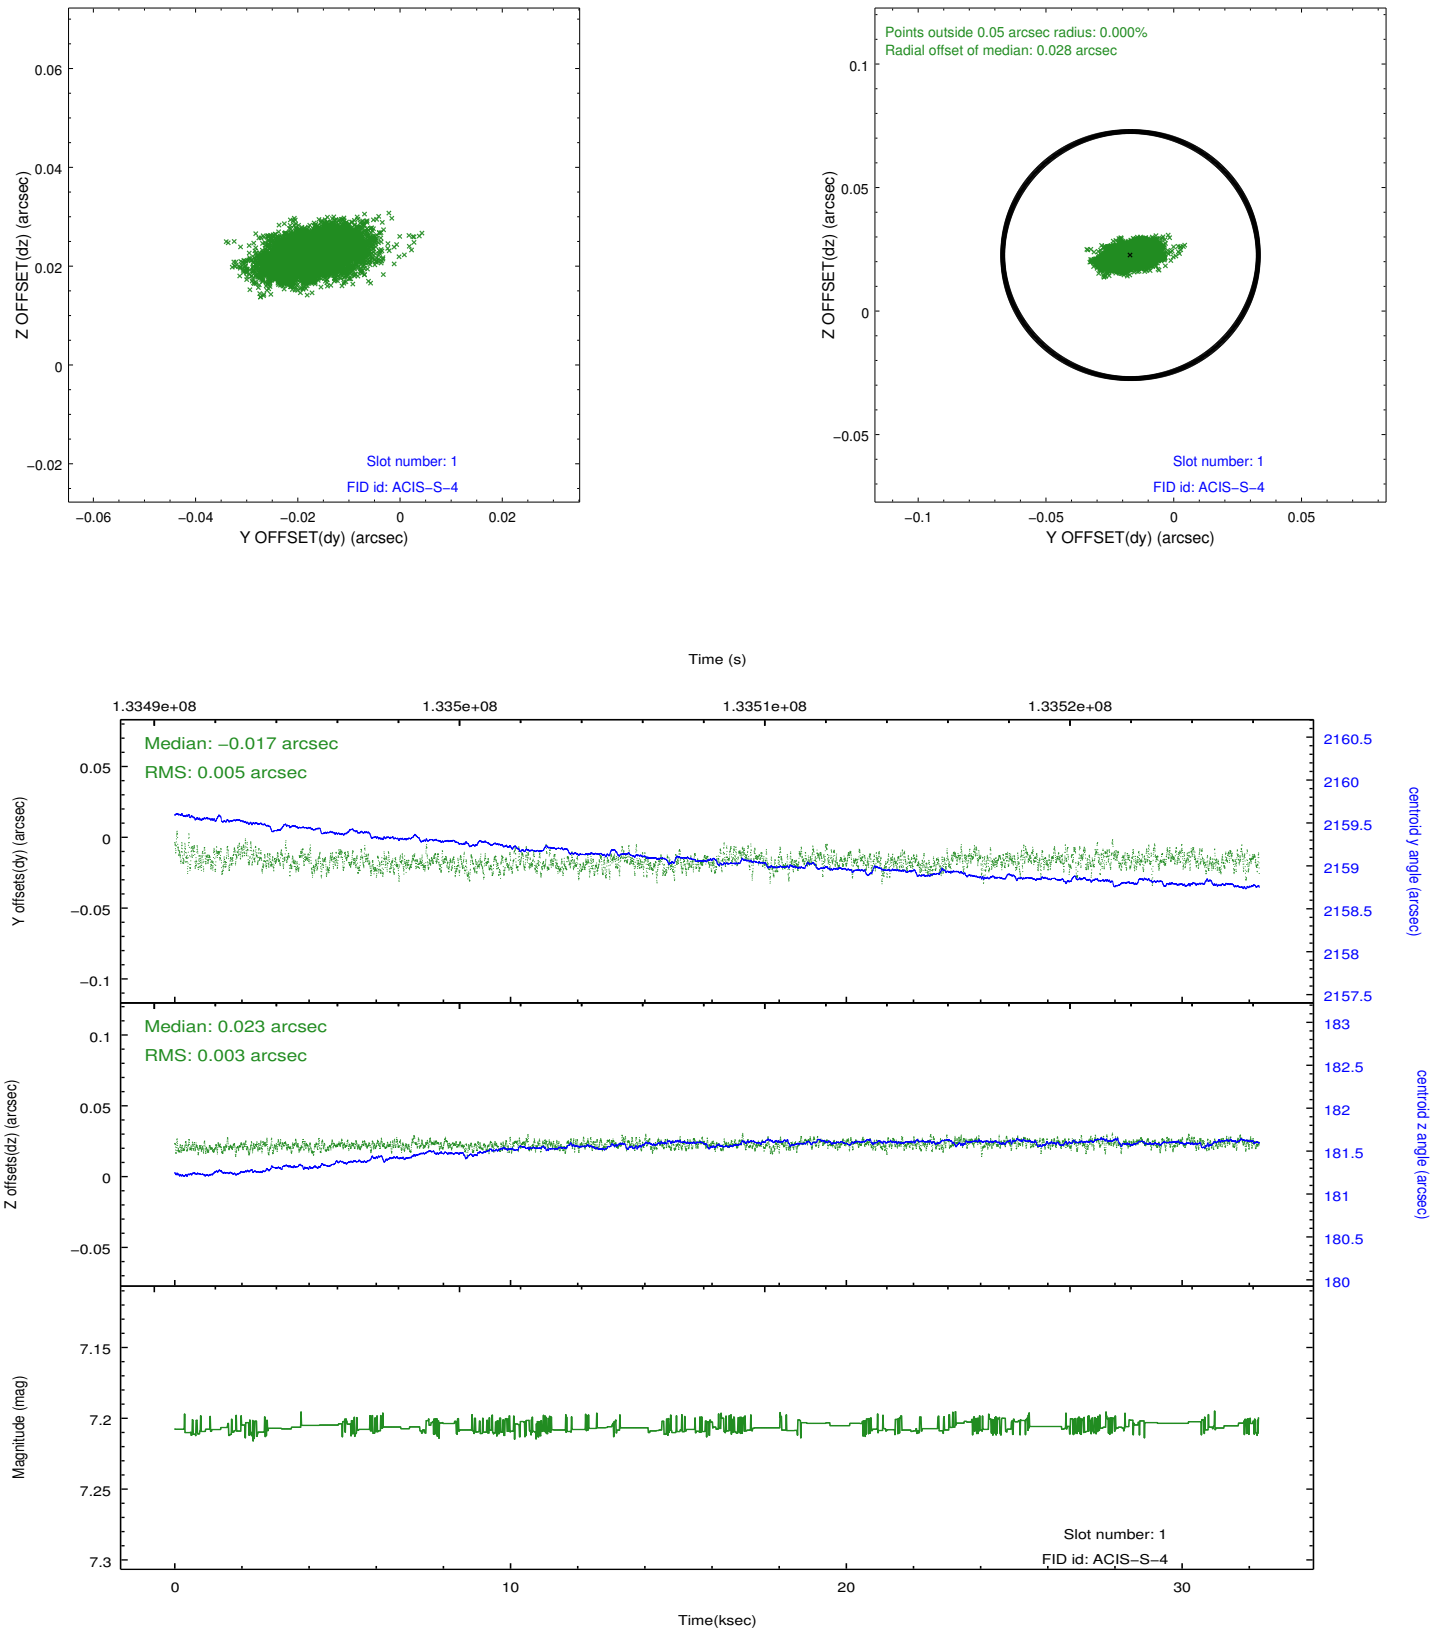 0.06
0.04
0.02
0
−0.02
Z OFFSET(dz) (arcsec)
Slot number: 1
FID id: ACIS−S−4
−0.06 −0.04 −0.02 0 0.02
Y OFFSET(dy) (arcsec)
Points outside 0.05 arcsec radius: 0.000%
Radial offset of median: 0.028 arcsec
0.1
0.05
0
−0.05
Z OFFSET(dz) (arcsec)
Slot number: 1
FID id: ACIS−S−4
−0.1 −0.05 0 0.05
Y OFFSET(dy) (arcsec)
Time (s)
1.3349e+08 1.335e+08 1.3351e+08 1.3352e+08
Median: −0.017 arcsec
RMS: 0.005 arcsec
0.05
0
−0.05
−0.1
Y offsets(dy) (arcsec)
2160.5
2160
2159.5
2159
2158.5
2158
2157.5
centroid y angle (arcsec)
Median: 0.023 arcsec
RMS: 0.003 arcsec
0.1
0.05
0
−0.05
Z offsets(dz) (arcsec)
183
182.5
182
181.5
181
180.5
180
centroid z angle (arcsec)
7.15
7.2
7.25
7.3
Magnitude (mag)
Slot number: 1
FID id: ACIS−S−4
0 10 20 30
Time(ksec)